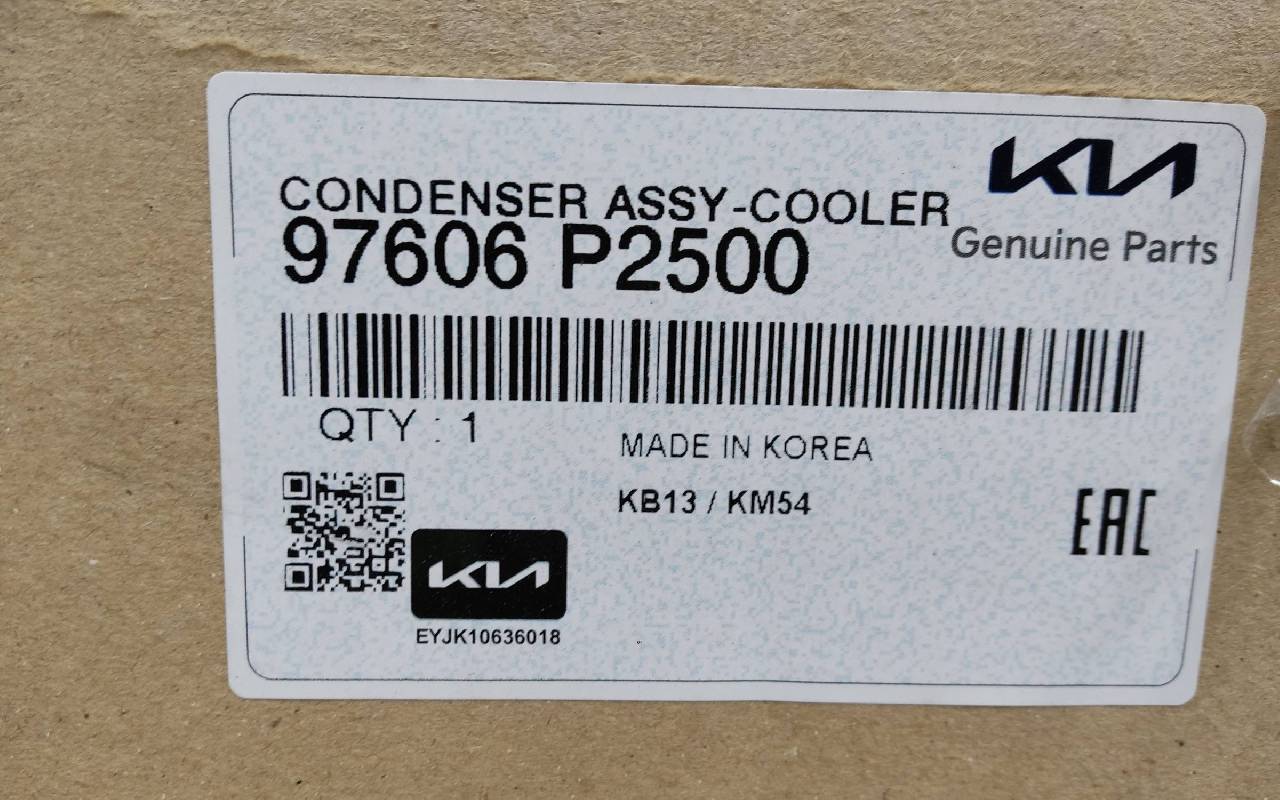 KIA
Genuine Parts
CONDENSER ASSY-COOLER
97606 P2500
QTY : 1
MADE IN KOREA
KB13 / KM54
EAC
KIA
EYJK10636018